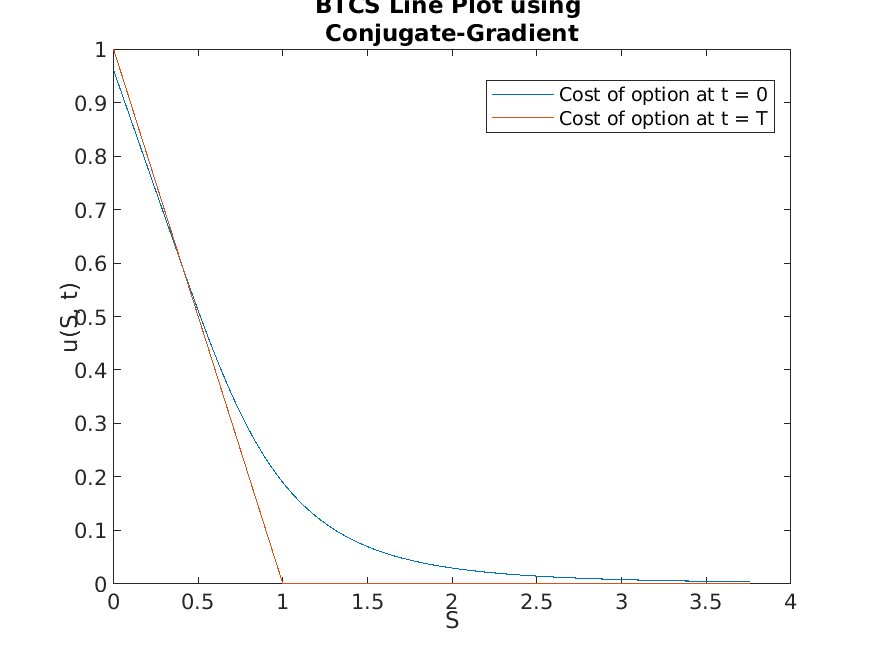 BTCS Line Plot using
Conjugate-Gradient
Cost of option at t = 0
Cost of option at t = T
u(S, t)
1
0.9
0.8
0.7
0.6
0.5
0.4
0.3
0.2
0.1
0
0 0.5 1 1.5 2 2.5 3 3.5 4
S